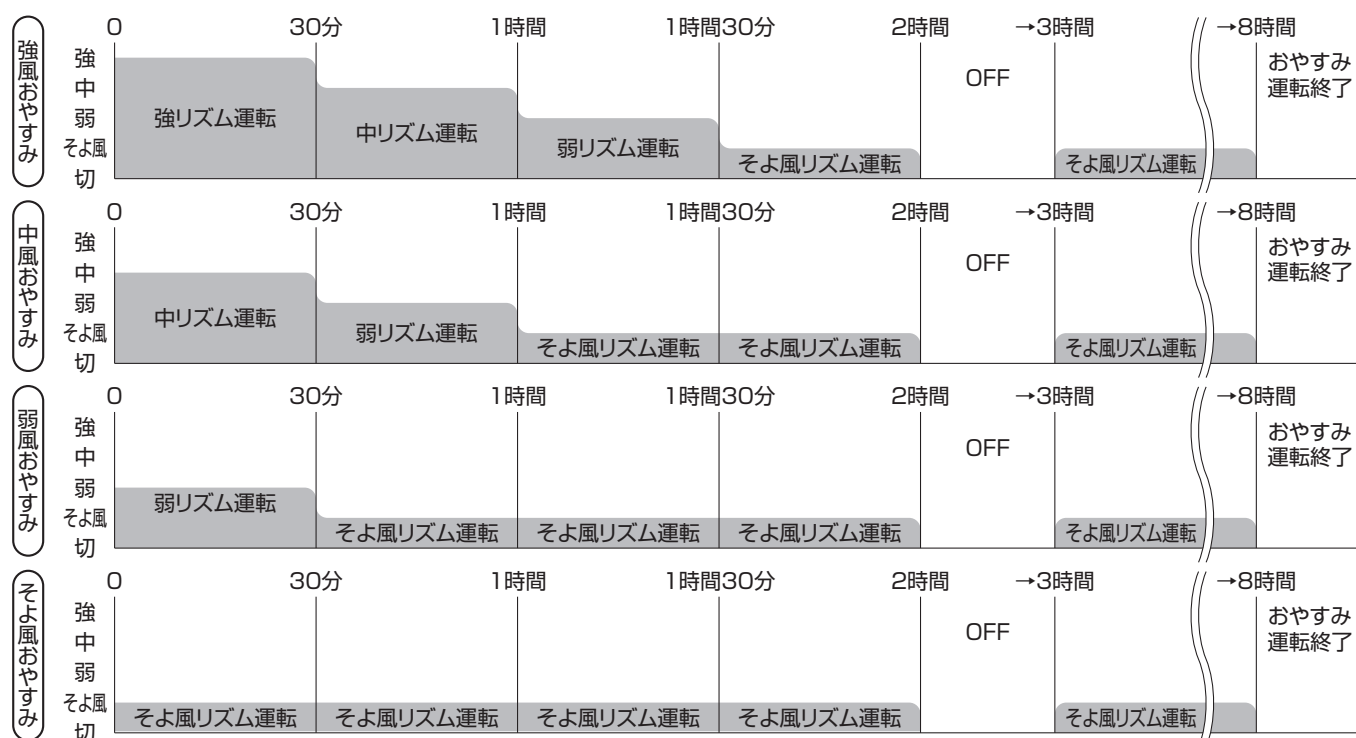 強風おやすみ
0 30分 1時間 1時間30分 2時間 →3時間 →8時間
強
中
弱
そよ風
切
強リズム運転 中リズム運転 弱リズム運転 そよ風リズム運転 OFF そよ風リズム運転 おやすみ
運転終了
中風おやすみ
0 30分 1時間 1時間30分 2時間 →3時間 →8時間
強
中
弱
そよ風
切
中リズム運転 弱リズム運転 そよ風リズム運転 そよ風リズム運転 OFF そよ風リズム運転 おやすみ
運転終了
弱風おやすみ
0 30分 1時間 1時間30分 2時間 →3時間 →8時間
強
中
弱
そよ風
切
弱リズム運転 そよ風リズム運転 そよ風リズム運転 そよ風リズム運転 OFF そよ風リズム運転 おやすみ
運転終了
そよ風おやすみ
0 30分 1時間 1時間30分 2時間 →3時間 →8時間
強
中
弱
そよ風
切
そよ風リズム運転 そよ風リズム運転 そよ風リズム運転 そよ風リズム運転 OFF そよ風リズム運転 おやすみ
運転終了